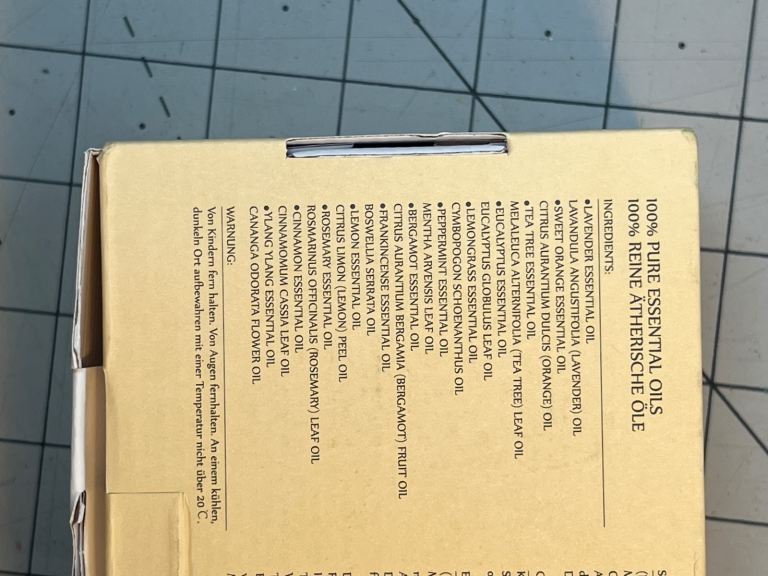 100% PURE ESSENTIAL OILS
100% REINE ÄTHERISCHE ÖLE
INGREDIENTS:
•LAVENDER ESSENTIAL OIL
LAVANDULA ANGUSTIFOLIA (LAVENDER) OIL
•SWEET ORANGE ESSENTIAL OIL
CITRUS AURANTIUM DULCIS (ORANGE) OIL
•TEA TREE ESSENTIAL OIL
MELALEUCA ALTERNIFOLIA (TEA TREE) LEAF OIL
•EUCALYPTUS ESSENTIAL OIL
EUCALYPTUS GLOBULUS LEAF OIL
•LEMONGRASS ESSENTIAL OIL
CYMBOPOGON SCHOENANTHUS OIL
•PEPPERMINT ESSENTIAL OIL
MENTHA ARVENSIS LEAF OIL
•BERGAMOT ESSENTIAL OIL
CITRUS AURANTIUM BERGAMIA (BERGAMOT) FRUIT OIL
•FRANKINCENSE ESSENTIAL OIL
BOSWELLIA SERRATA OIL
•LEMON ESSENTIAL OIL
CITRUS LIMON (LEMON) PEEL OIL
•ROSEMARY ESSENTIAL OIL
ROSMARINUS OFFICINALIS (ROSEMARY) LEAF OIL
•CINNAMON ESSENTIAL OIL
CINNAMOMUM CASSIA LEAF OIL
•YLANG YLANG ESSENTIAL OIL
CANANGA ODORATA FLOWER OIL
WARNUNG:
Von Kindern fern halten. Von Augen fernhalten. An einem kühlen,
dunkeln Ort aufbewahren mit einer Temperatur nicht über 20℃.